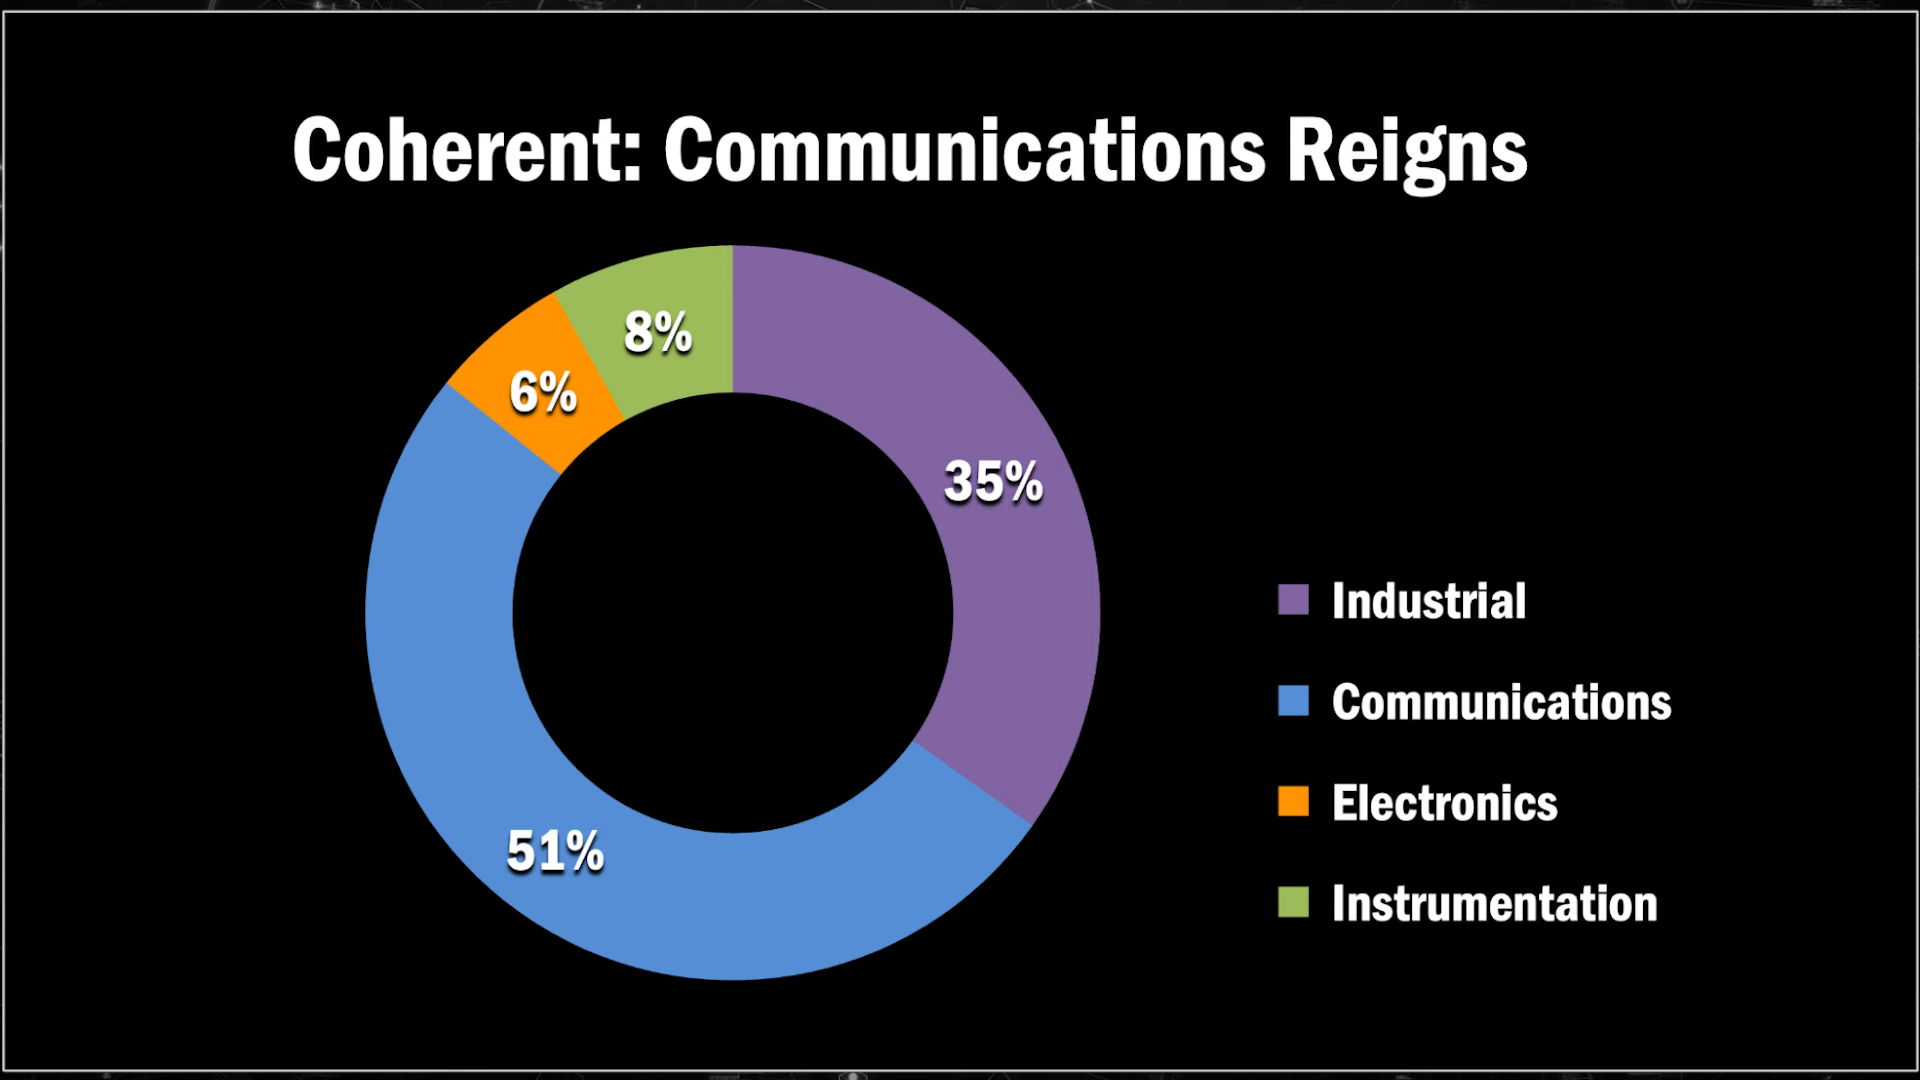 Coherent: Communications Reigns
8%
6%
35%
51%
Industrial
Communications
Electronics
Instrumentation